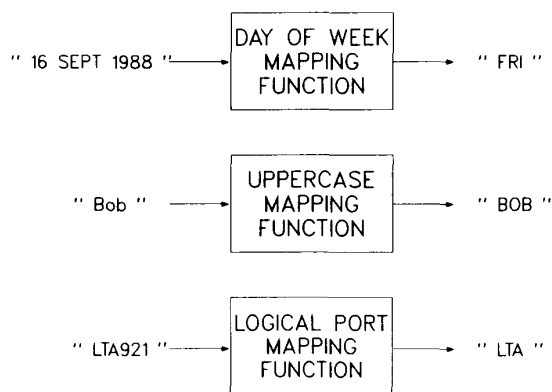 DAY OF WEEK
" 16 SEPT 1988 " MAPPING " FRI "
FUNCTION
UPPERCASE
" Bob " MAPPING " BOB "
FUNCTION
LOGICAL PORT
" LTA921 " MAPPING " LTA "
FUNCTION